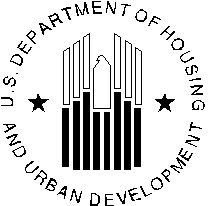 U.S. DEPARTMENT OF HOUSING
AND URBAN DEVELOPMENT